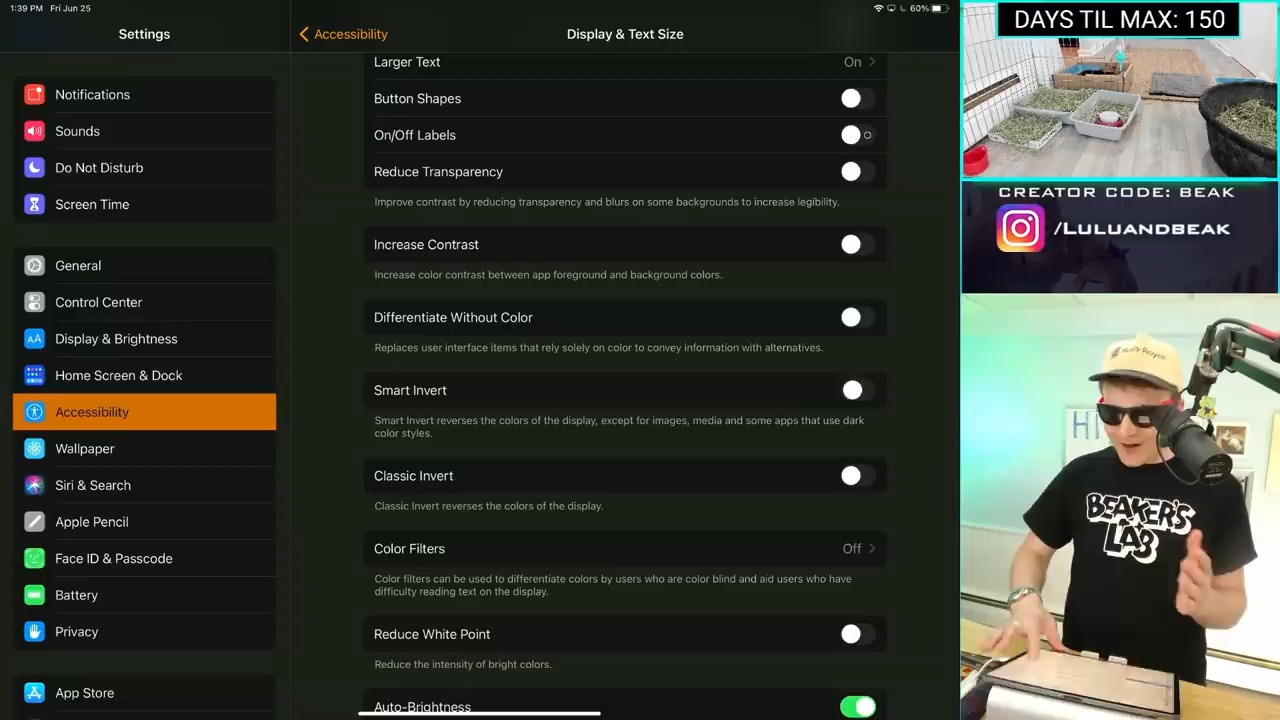 1:39 PM Fri Jun 25
60%
Settings
Notifications
Sounds
Do Not Disturb
Screen Time
General
Control Center
Display & Brightness
Home Screen & Dock
Accessibility
Wallpaper
Siri & Search
Apple Pencil
Face ID & Passcode
Battery
Privacy
App Store
Accessibility
Display & Text Size
Larger Text On
Button Shapes
On/Off Labels
Reduce Transparency
Improve contrast by reducing transparency and blurs on some backgrounds to increase legibility.
Increase Contrast
Increase color contrast between app foreground and background colors.
Differentiate Without Color
Replaces user interface items that rely solely on color to convey information with alternatives.
Smart Invert
Smart Invert reverses the colors of the display, except for images, media and some apps that use dark
color styles.
Classic Invert
Classic Invert reverses the colors of the display.
Color Filters Off
Color filters can be used to differentiate colors by users who are color blind and aid users who have
difficulty reading text on the display.
Reduce White Point
Reduce the intensity of bright colors.
Auto-Brightness
DAYS TIL MAX: 150
CREATOR CODE: BEAK
/LULUANDBEAK
HI
BEAKER'S
LAB